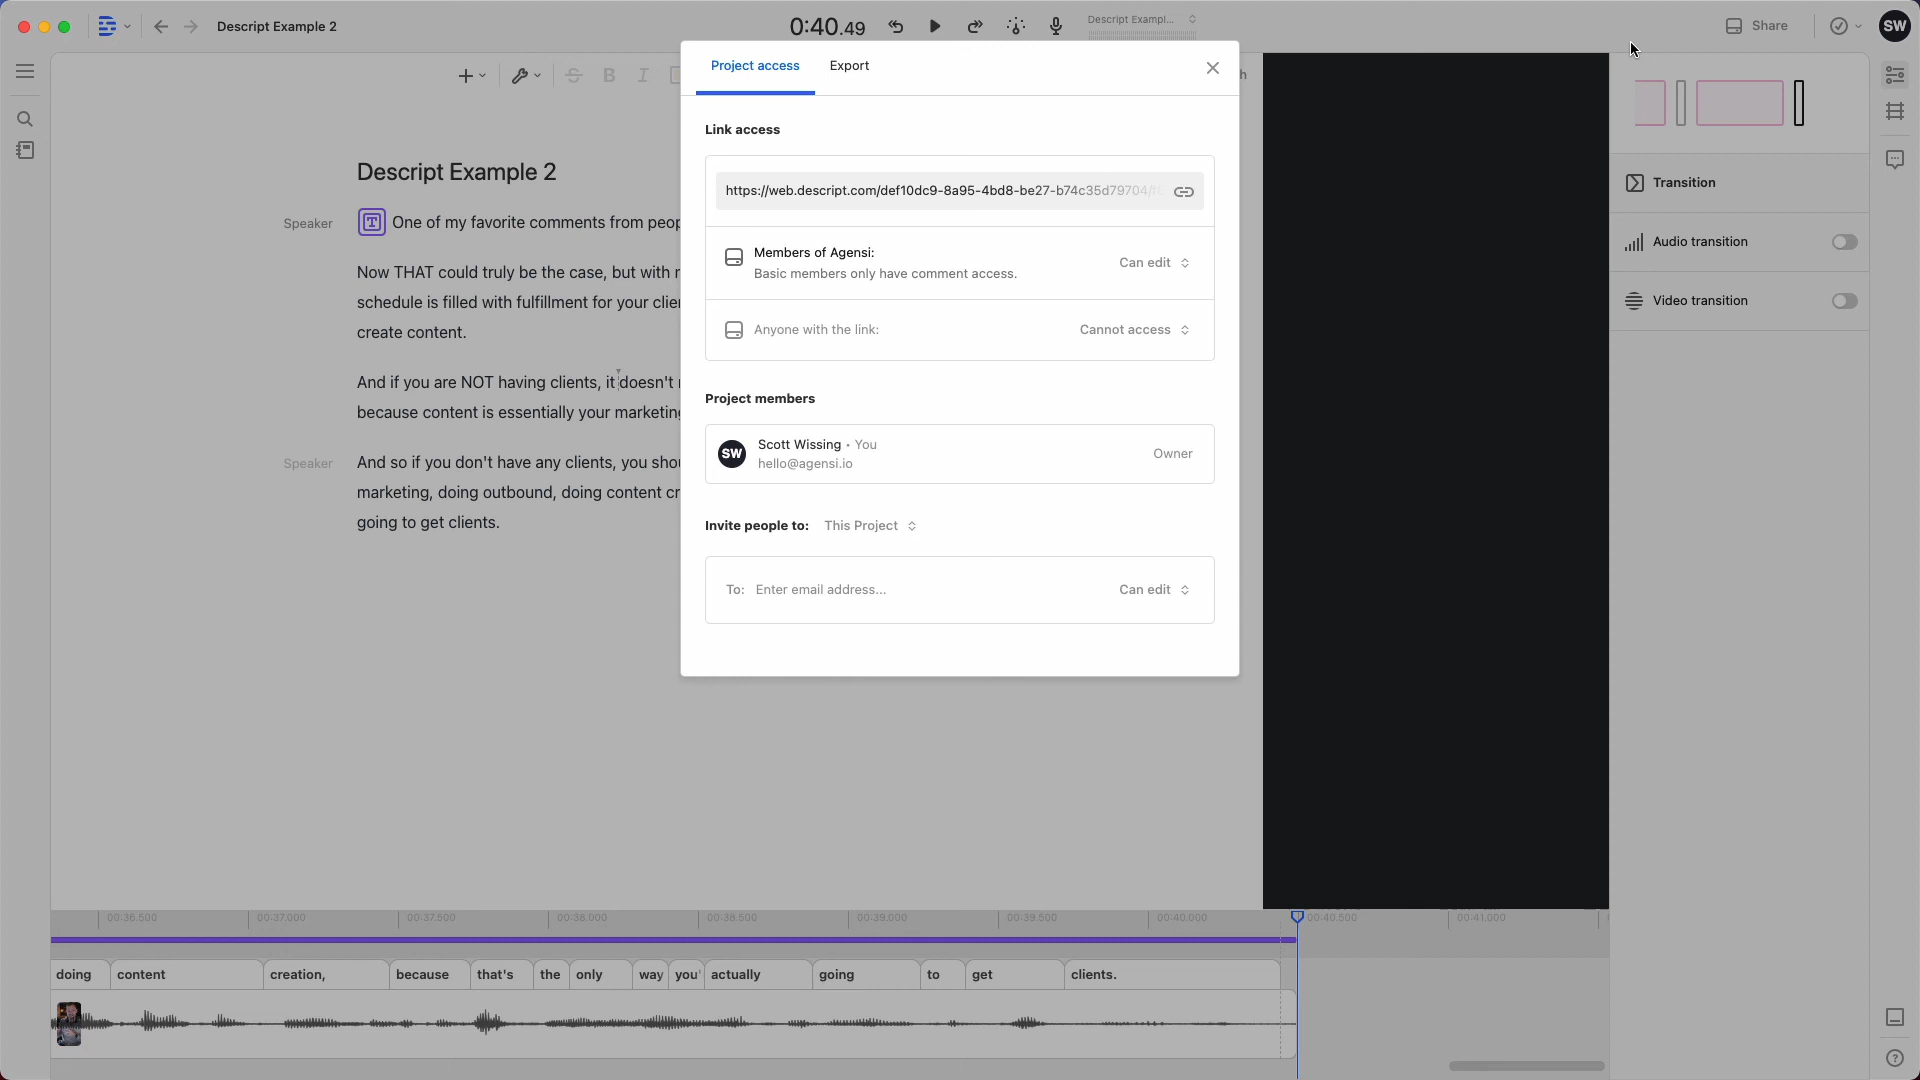 Descript Example 2
0:40.49
Descript Exampl...
Share
SW
Project access
Export
Link access
https://web.descript.com/def10dc9-8a95-4bd8-be27-b74c35d79704/
Members of Agensi:
Basic members only have comment access.
Can edit
Anyone with the link:
Cannot access
Project members
SW
Scott Wissing • You
hello@agensi.io
Owner
Invite people to: This Project
To: Enter email address...
Can edit
Descript Example 2
Speaker
One of my favorite comments from
Now THAT could truly be the case, but with
schedule is filled with fulfillment for your
create content.
And if you are NOT having clients, it doesn't
because content is essentially your
Speaker
And so if you don't have any clients, you
marketing, doing outbound, doing content
going to get clients.
Transition
Audio transition
Video transition
00:36.500
00:37.000
00:37.500
00:38.000
00:38.500
00:39.000
00:39.500
00:40.000
00:40.500
00:41.000
doing content creation, because that's the only way you' actually going to get clients.